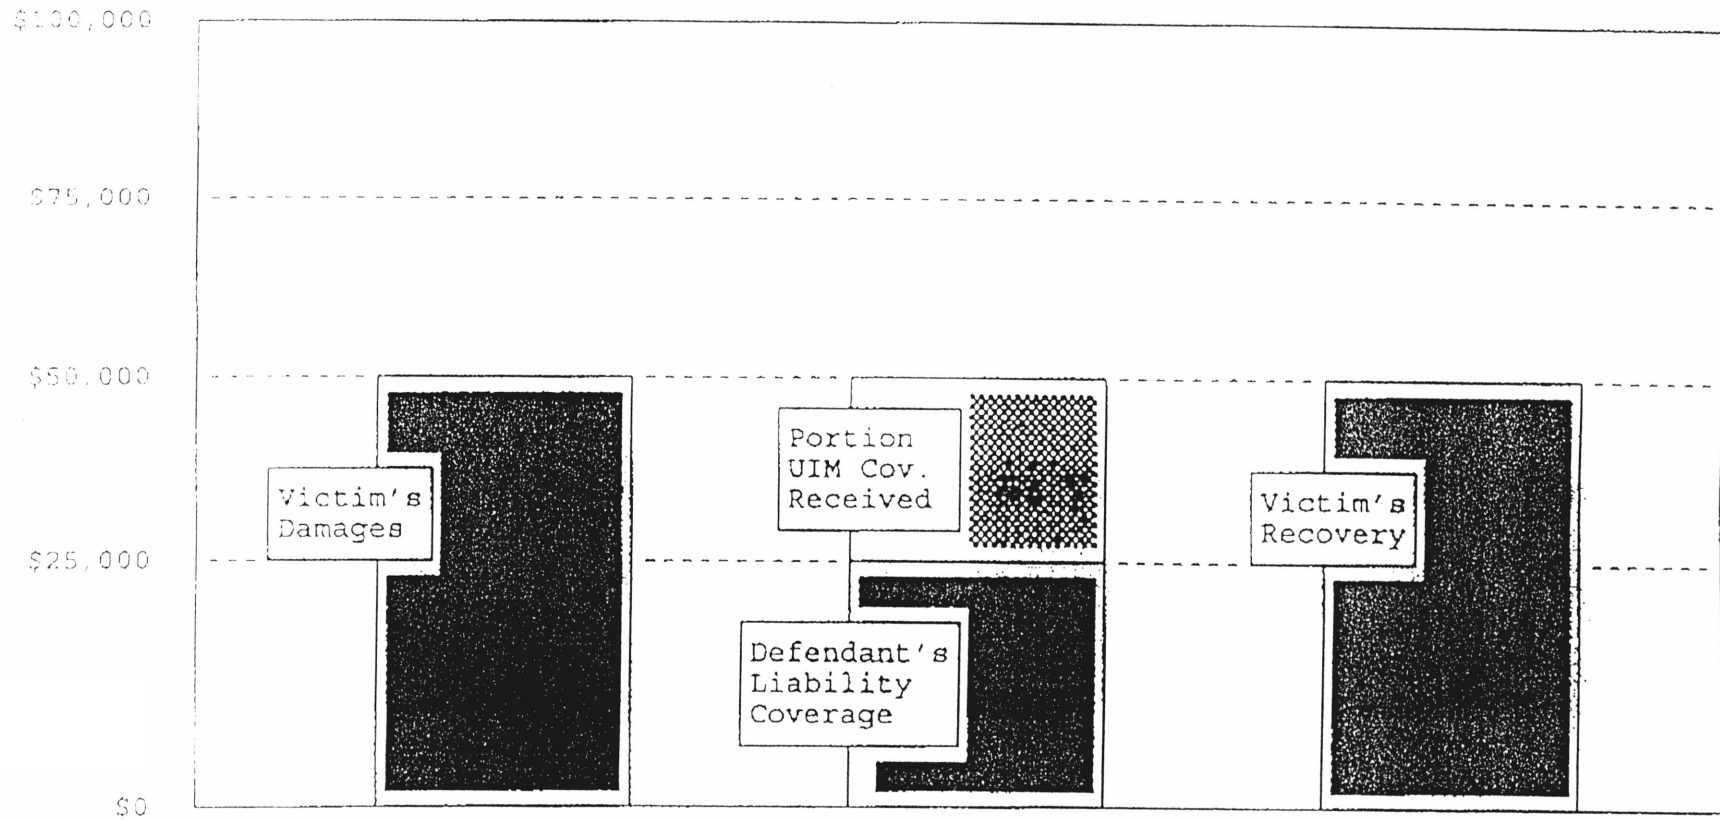 $100,000
$75,000
$50,000
$25,000
$0
Victim's
Damages
Portion
UIM Cov.
Received
Defendant's
Liability
Coverage
Victim's
Recovery